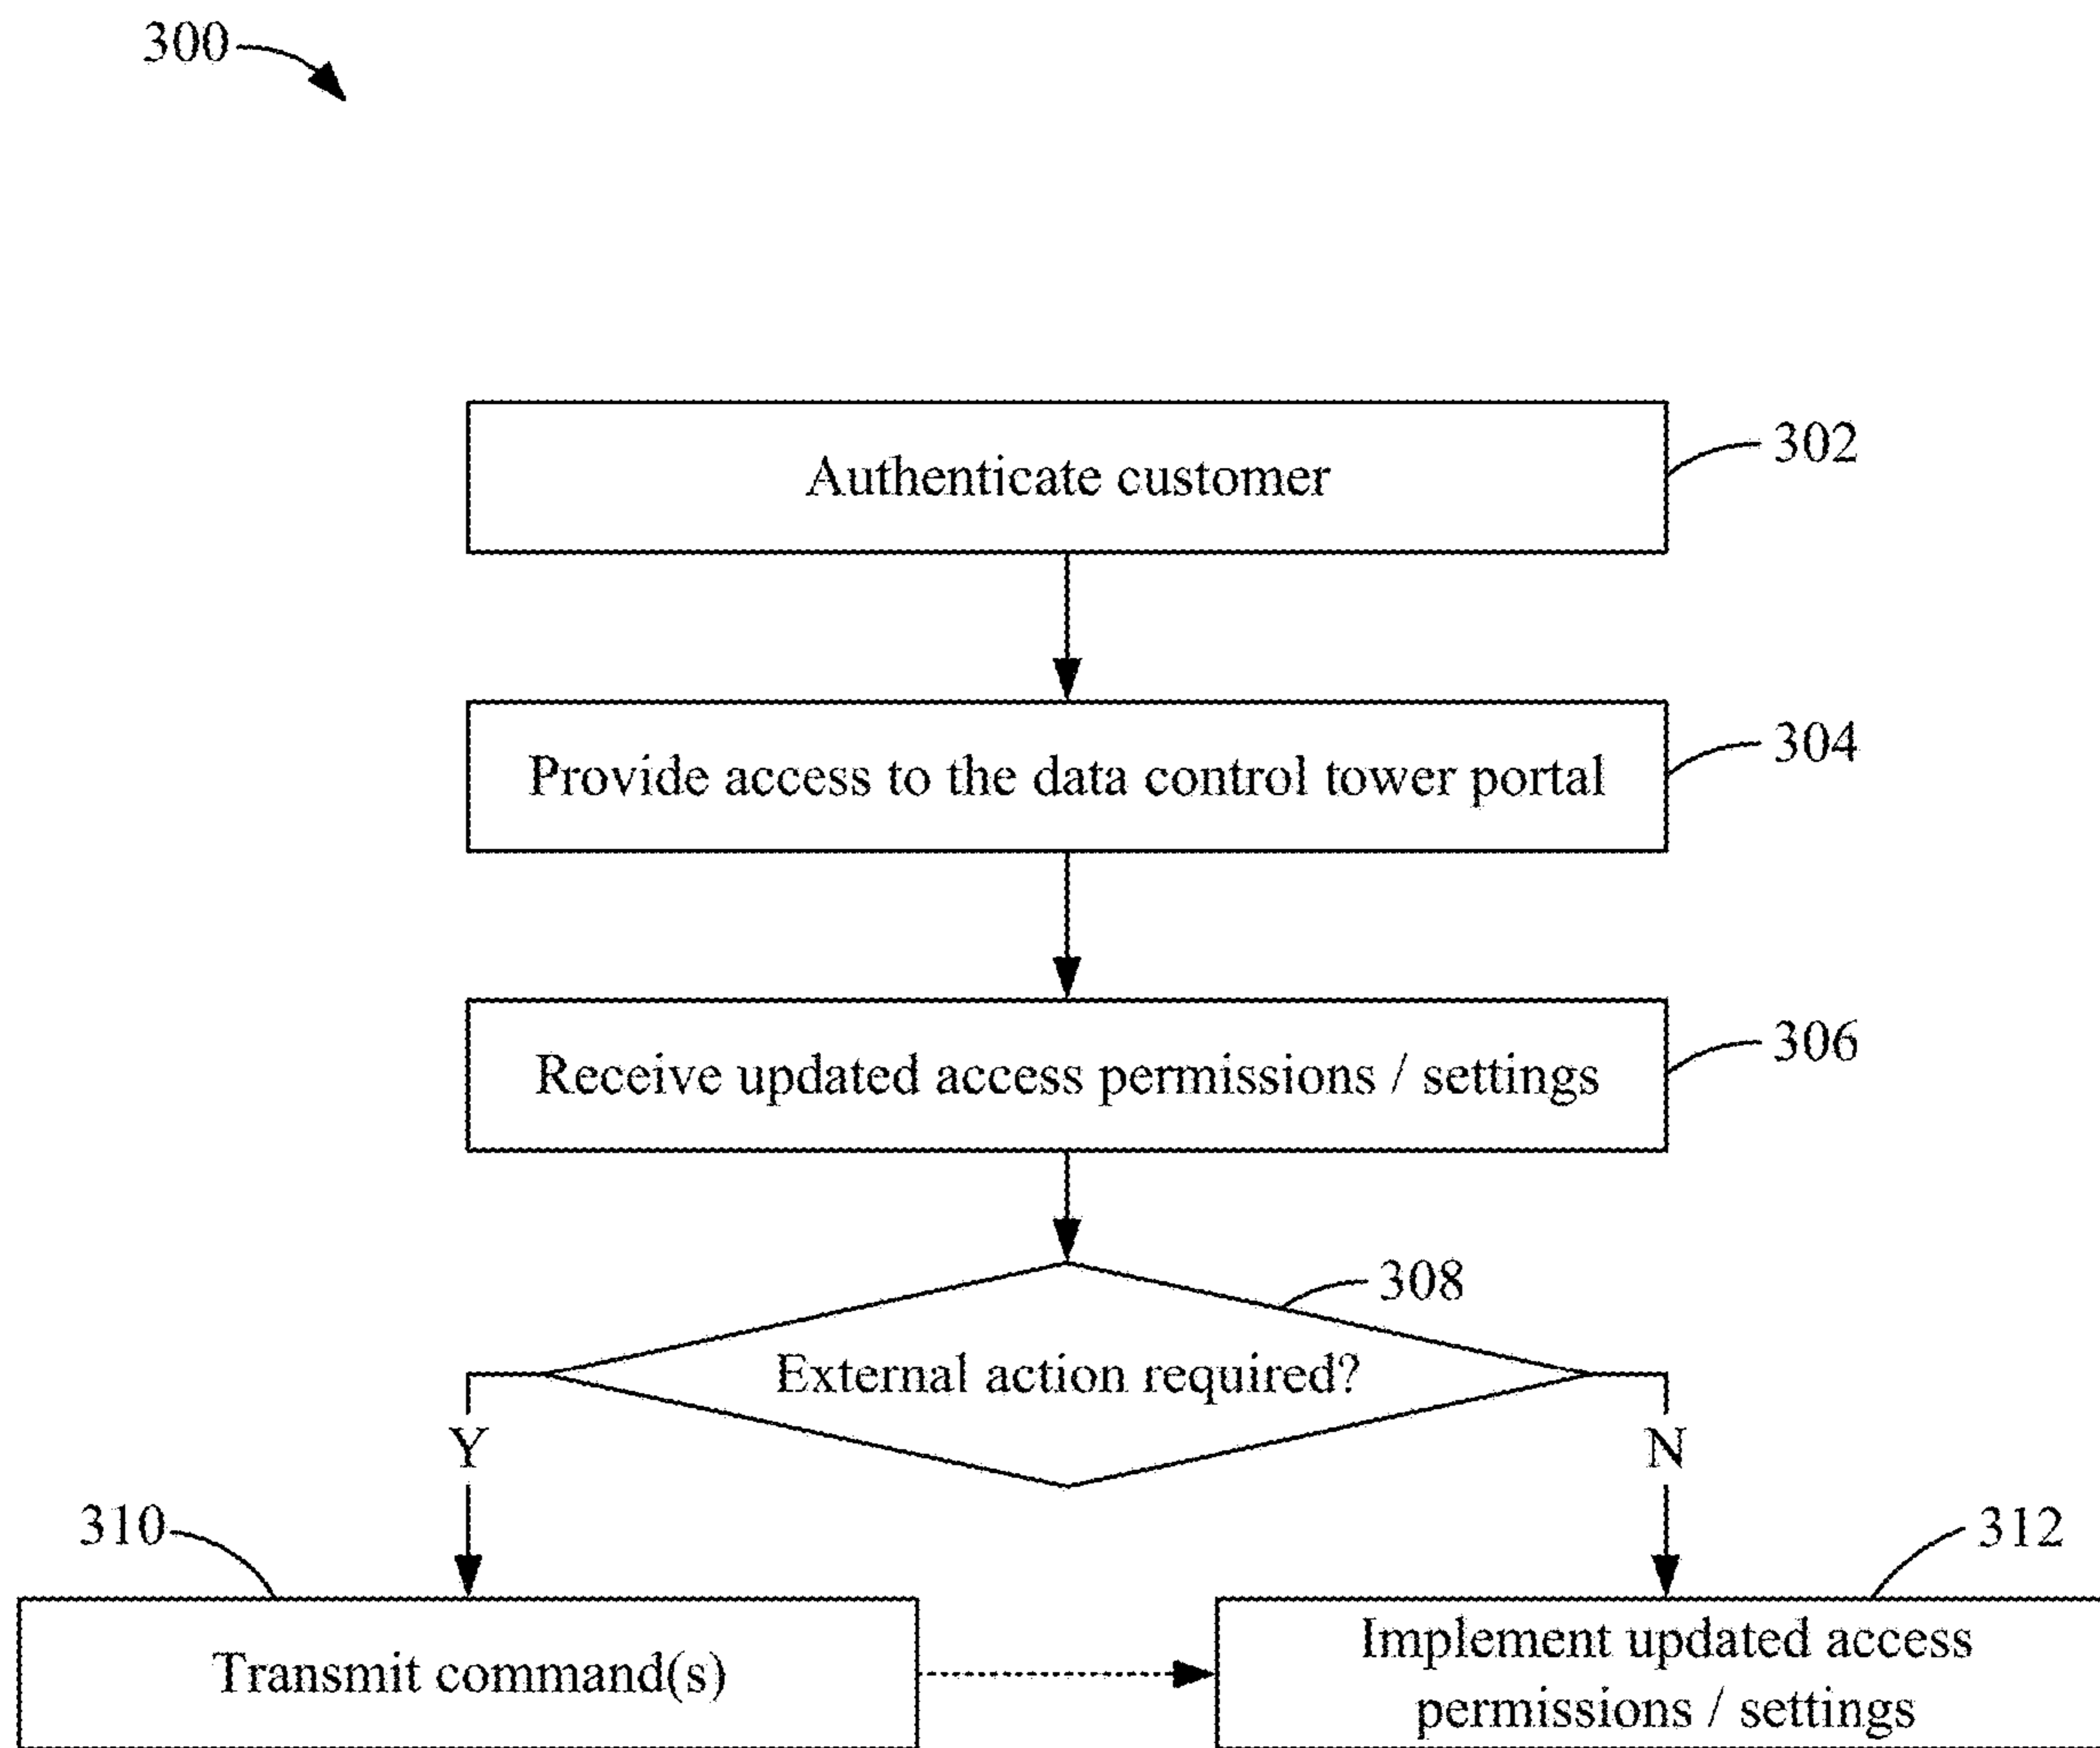 300
Authenticate customer
302
Provide access to the data control tower portal
304
Receive updated access permissions / settings
306
308
External action required?
Y
N
310
312
Transmit command(s)
Implement updated access
permissions / settings